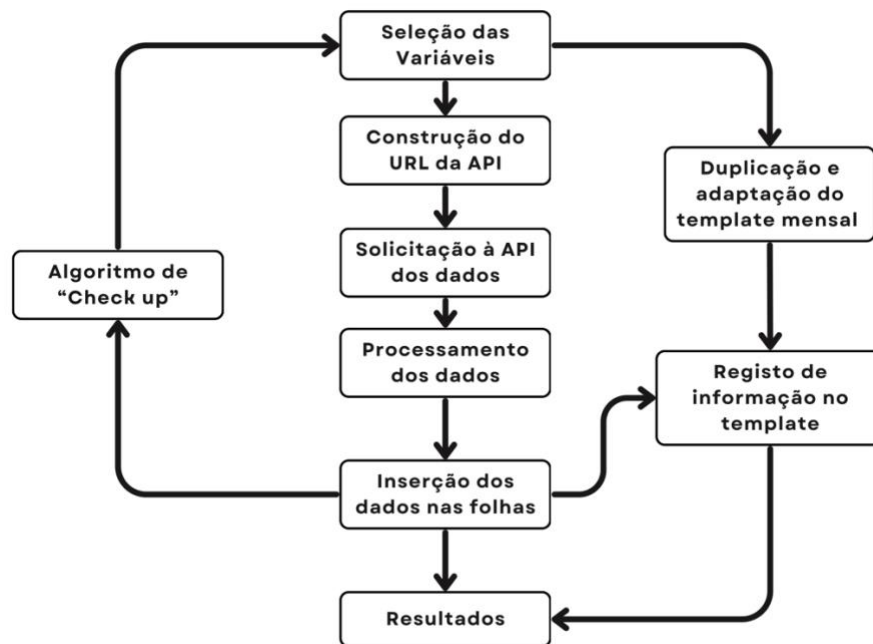 Seleção das
Variáveis
Construção do
URL da API
Duplicação e
adaptação do
template mensal
Solicitação à API
dos dados
Algoritmo de
“Check up”
Processamento
dos dados
Registo de
informação no
template
Inserção dos
dados nas folhas
Resultados